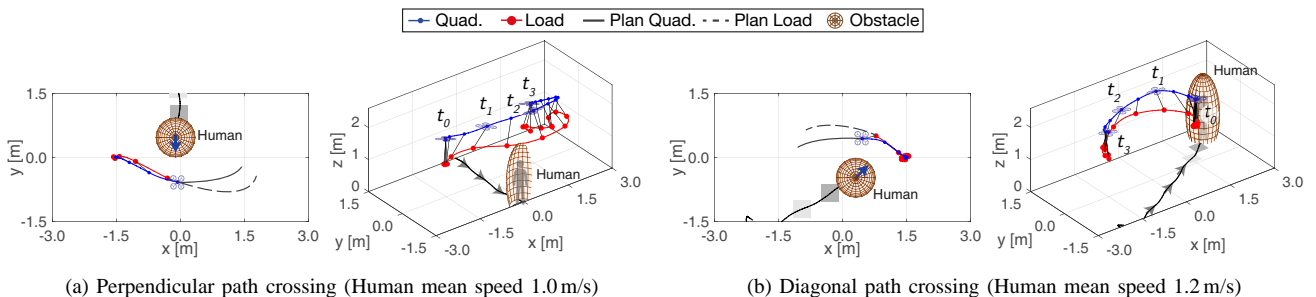 Quad. Load Plan Quad. Plan Load Obstacle
1.5
0.0
-1.5
y [m]
-3.0 -1.5 0.0 1.5 3.0
x [m]
Human
2
1
0
z [m]
1.5
0.0
-1.5
y [m]
-3.0
-1.5
0.0
1.5
3.0
x [m]
t0
t1
t2
t3
Human
1.5
0.0
-1.5
y [m]
-3.0 -1.5 0.0 1.5 3.0
x [m]
Human
2
1
0
z [m]
1.5
0.0
-1.5
y [m]
-3.0
-1.5
0.0
1.5
3.0
x [m]
t3
t2
t1
t0
Human
(a) Perpendicular path crossing (Human mean speed 1.0 m/s)
(b) Diagonal path crossing (Human mean speed 1.2 m/s)